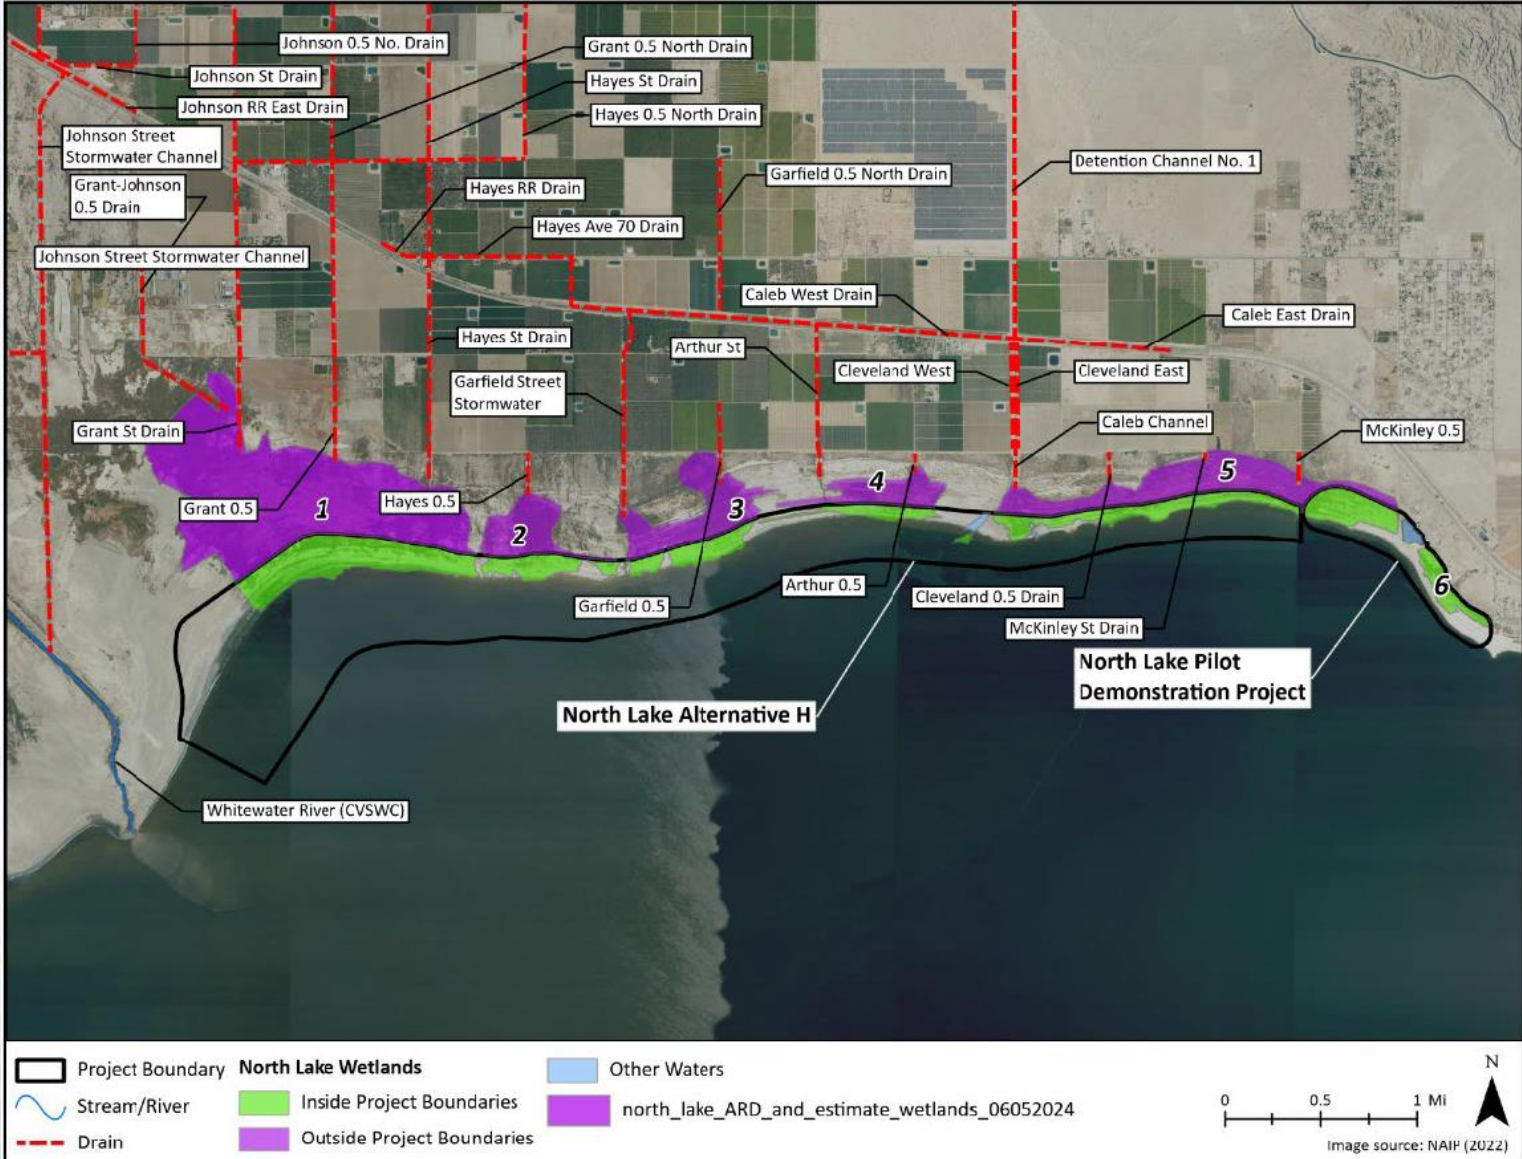 Johnson 0.5 No. Drain
Grant 0.5 North Drain
Johnson St Drain
Hayes St Drain
Johnson RR East Drain
Hayes 0.5 North Drain
Johnson Street
Stormwater Channel
Detention Channel No. 1
Grant-Johnson
0.5 Drain
Garfield 0.5 North Drain
Hayes RR Drain
Hayes Ave 70 Drain
Johnson Street Stormwater Channel
Caleb West Drain
Caleb East Drain
Hayes St Drain
Arthur St
Garfield Street
Stormwater
Cleveland West
Cleveland East
Grant St Drain
Caleb Channel
McKinley 0.5
Grant 0.5
1
Hayes 0.5
2
3
4
5
6
Garfield 0.5
Arthur 0.5
Cleveland 0.5 Drain
McKinley St Drain
North Lake Pilot
Demonstration Project
North Lake Alternative H
Whitewater River (CVSWC)
Project Boundary
Stream/River
Drain
North Lake Wetlands
Inside Project Boundaries
Outside Project Boundaries
Other Waters
north_lake_ARD_and_estimate_wetlands_06052024
N
0 0.5 1 Mi
Image source: NAIP (2022)